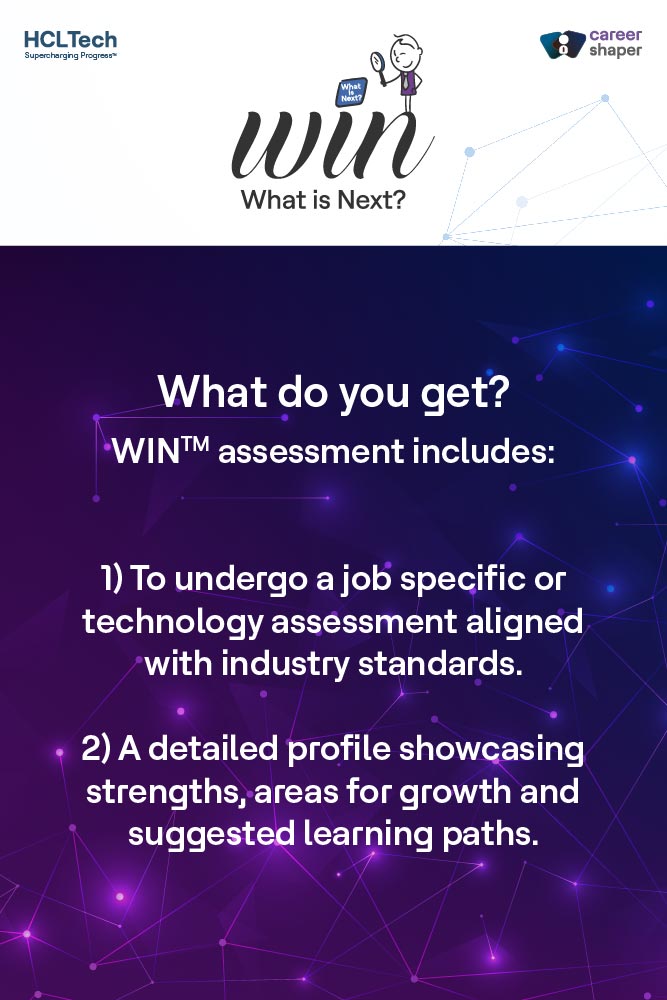 HCLTech
Supercharging Progress™
career
shaper
What
is
Next?
win
What is Next?
What do you get?
WIN™ assessment includes:
1) To undergo a job specific or
technology assessment aligned
with industry standards.
2) A detailed profile showcasing
strengths, areas for growth and
suggested learning paths.